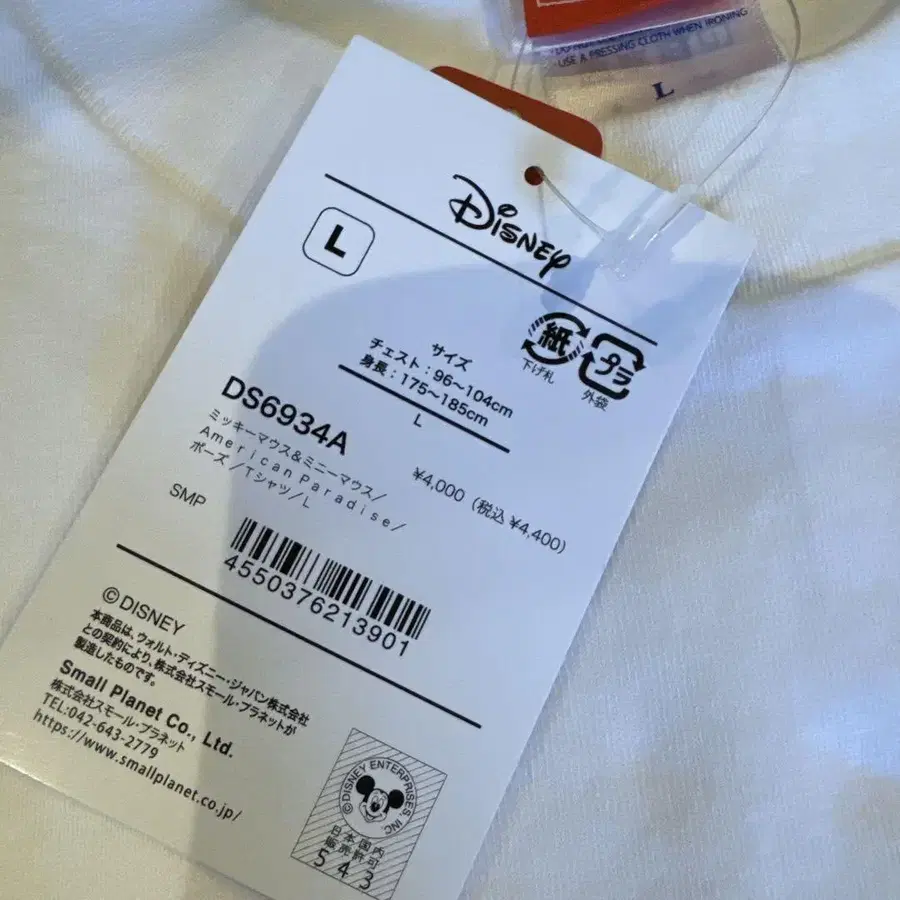 USE A PRESSING CLOTH WHEN IRONING
L
Disney
L
紙
下げ札
プラ
外袋
サイズ
チェスト：96～104cm
身長：175～185cm
L
DS6934A
ミッキーマウス&ミニーマウス／
American Paradise／
ポーズ／Tシャツ／L
¥4,000（税込 ¥4,400）
SMP
4550376213901
©DISNEY
本商品は、ウォルト・ディズニー・ジャパン株式会社
との契約により、株式会社スモール・プラネットが
製造したものです。
Small Planet Co., Ltd.
株式会社スモール・プラネット
TEL:042-643-2779
https://www.smallplanet.co.jp/
©DISNEY ENTERPRISES, INC.
日本国内
販売許可
543